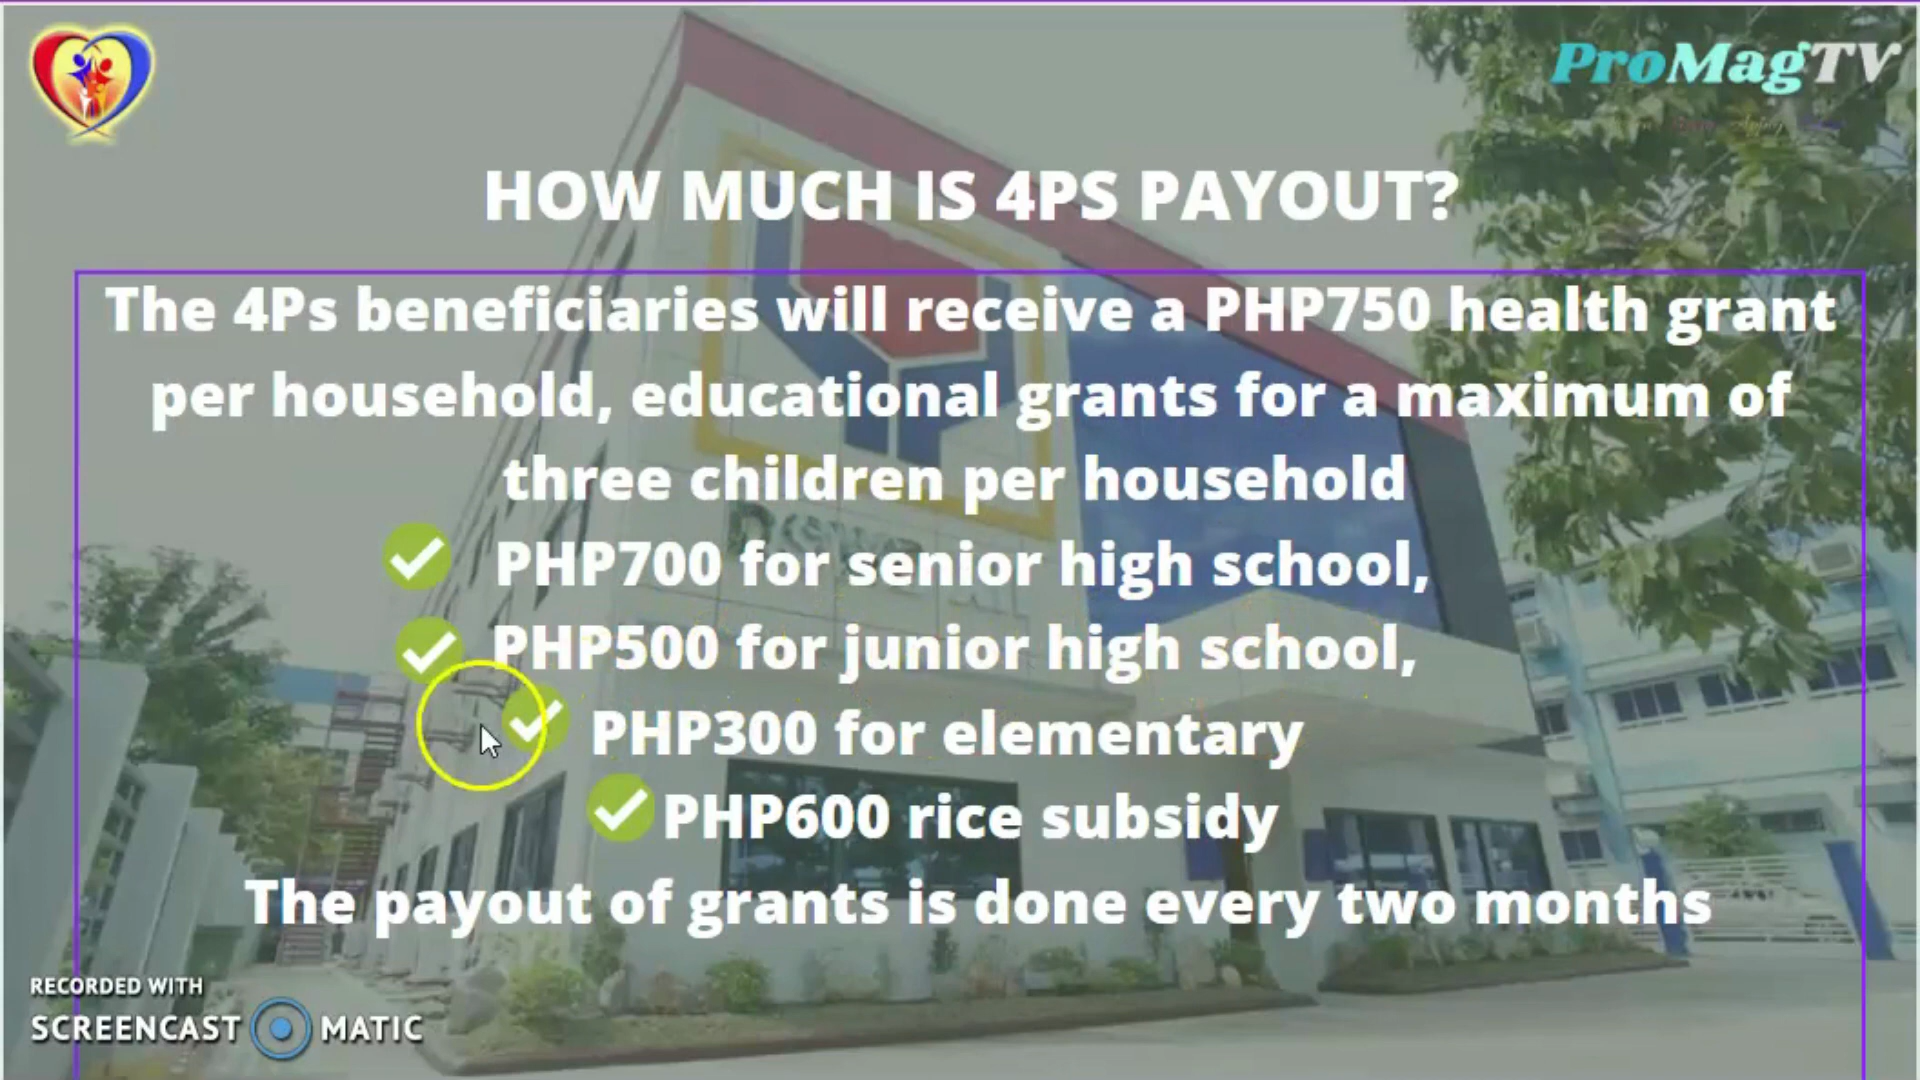 ProMagTV
HOW MUCH IS 4PS PAYOUT?
The 4Ps beneficiaries will receive a PHP750 health grant
per household, educational grants for a maximum of
three children per household
PHP700 for senior high school,
PHP500 for junior high school,
PHP300 for elementary
PHP600 rice subsidy
The payout of grants is done every two months
RECORDED WITH
SCREENCAST MATIC